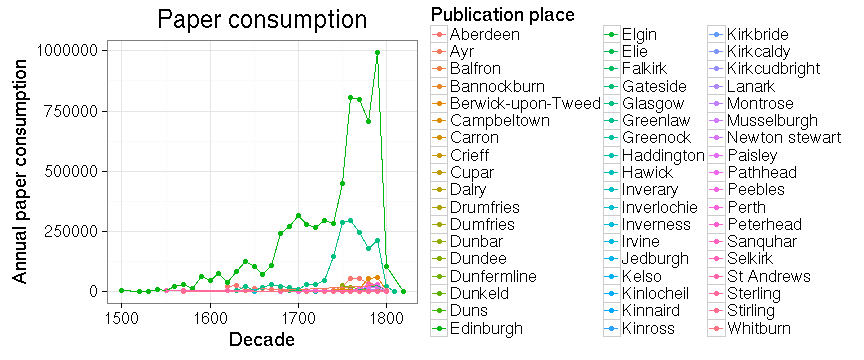 Paper consumption
Annual paper consumption
1000000
750000
500000
250000
0
1500
1600
1700
1800
Decade
Publication place
Aberdeen
Ayr
Balfron
Bannockburn
Berwick-upon-Tweed
Campbeltown
Carron
Crieff
Cupar
Dalry
Drumfries
Dumfries
Dunbar
Dundee
Dunfermline
Dunkeld
Duns
Edinburgh
Elgin
Elie
Falkirk
Gateside
Glasgow
Greenlaw
Greenock
Haddington
Hawick
Inverary
Inverlochie
Inverness
Irvine
Jedburgh
Kelso
Kinlocheil
Kinnaird
Kinross
Kirkbride
Kirkcaldy
Kirkcudbright
Lanark
Montrose
Musselburgh
Newton stewart
Paisley
Pathhead
Peebles
Perth
Peterhead
Sanquhar
Selkirk
St Andrews
Sterling
Stirling
Whitburn